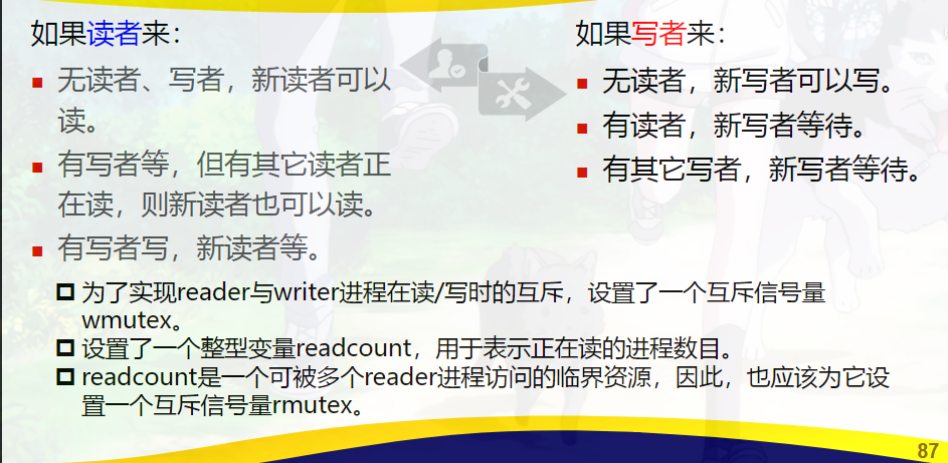 如果读者来：
无读者、写者，新读者可以
读。
有写者等，但有其它读者正
在读，则新读者也可以读。
有写者写，新读者等。
如果写者来：
无读者，新写者可以写。
有读者，新写者等待。
有其它写者，新写者等待。
为了实现reader与writer进程在读/写时的互斥，设置了一个互斥信号量
wmutex。
设置了一个整型变量readcount，用于表示正在读的进程数目。
readcount是一个可被多个reader进程访问的临界资源，因此，也应该为它设
置一个互斥信号量rmutex。
87